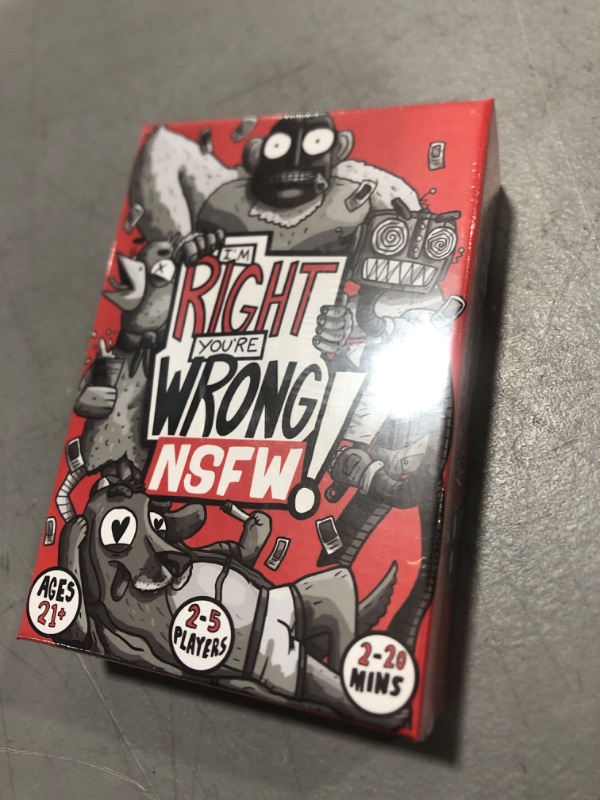 I'M
RIGHT
YOU'RE
WRONG!
NSFW
AGES
21+
2-5
PLAYERS
2-20
MINS